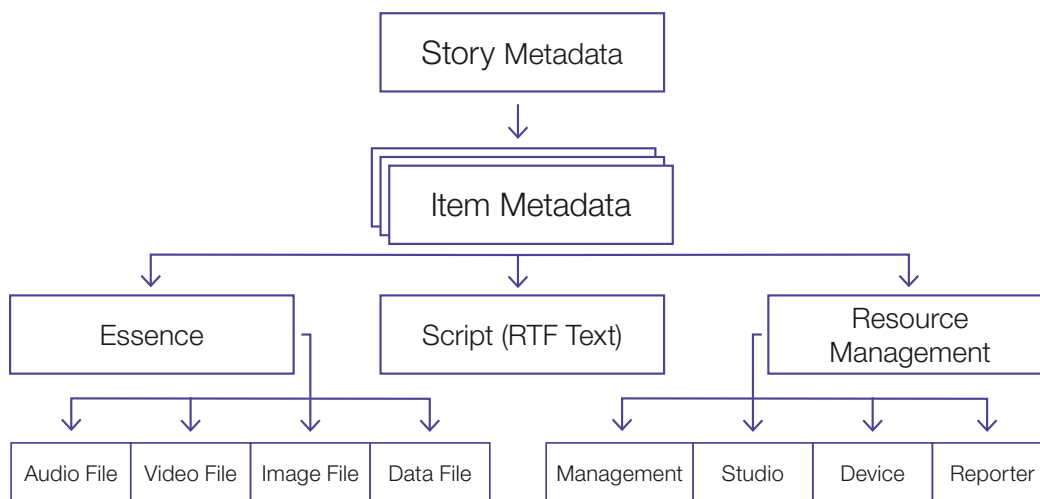 Story Metadata
Item Metadata
Essence
Script (RTF Text)
Resource
Management
Audio File
Video File
Image File
Data File
Management
Studio
Device
Reporter